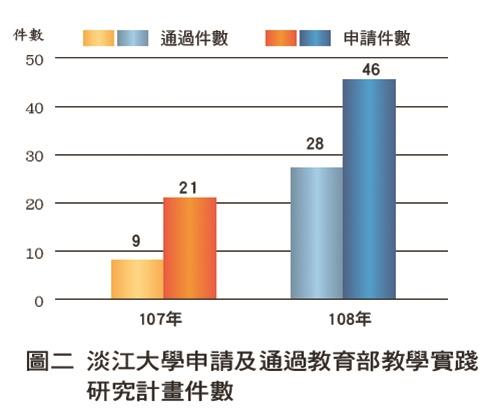 件數
通過件數
申請件數
50
40
30
20
10
0
9
21
28
46
107年
108年
圖二 淡江大學申請及通過教育部教學實踐
研究計畫件數